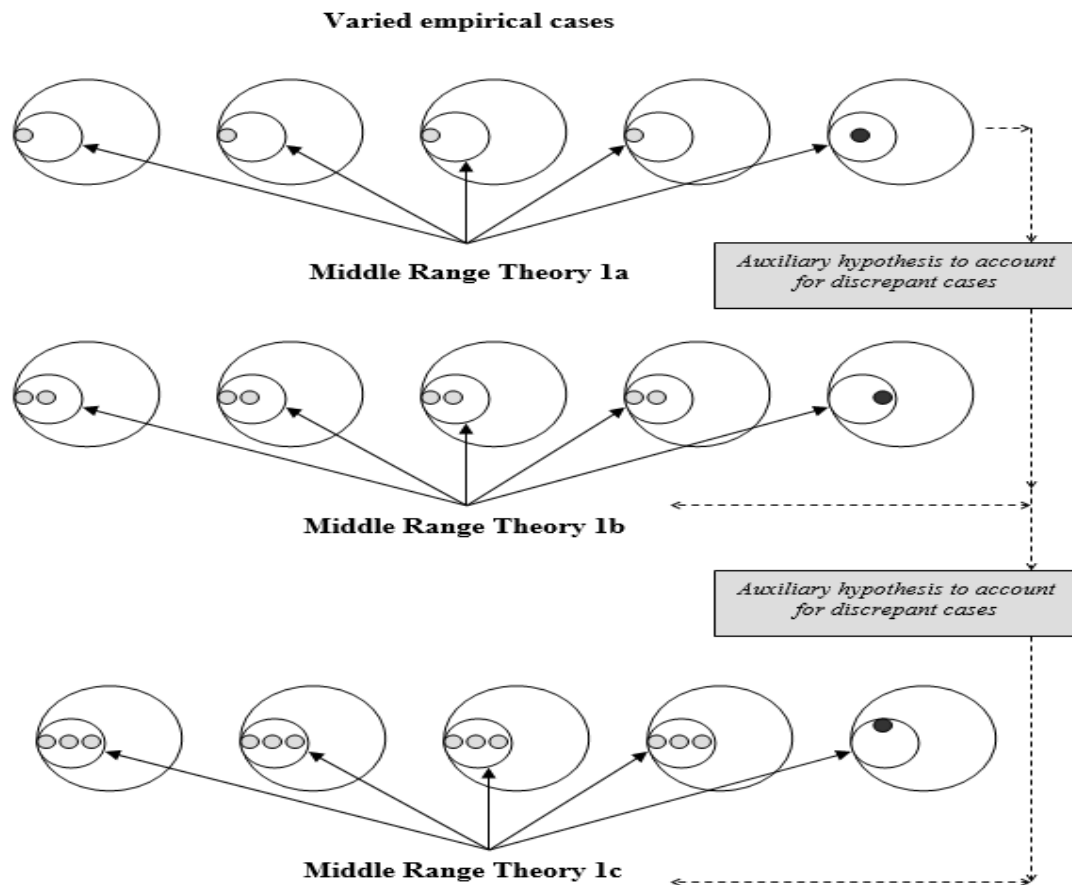 Varied empirical cases
Middle Range Theory 1a
Auxiliary hypothesis to account
for discrepant cases
Middle Range Theory 1b
Auxiliary hypothesis to account
for discrepant cases
Middle Range Theory 1c